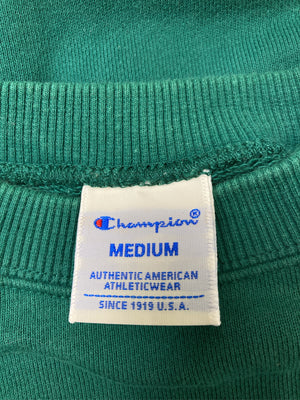 Champion®
MEDIUM
AUTHENTIC AMERICAN
ATHLETICWEAR
SINCE 1919 U.S.A.